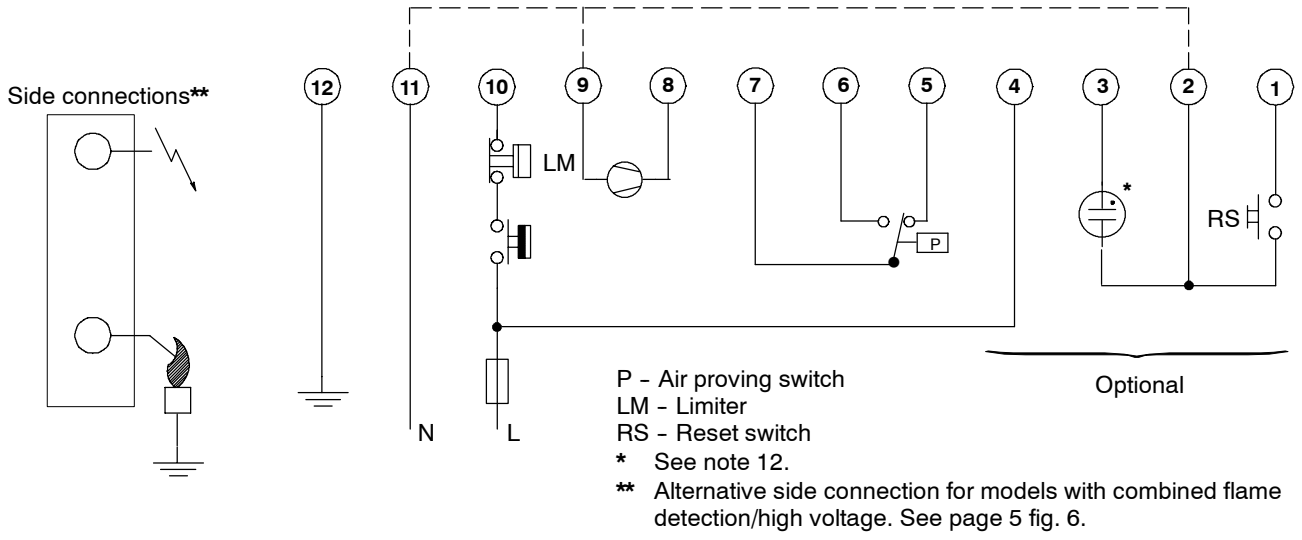 Side connections**
12 11 10 9 8 7 6 5 4 3 2 1
LM
*
RS
P
N
L
Optional
P – Air proving switch
LM – Limiter
RS – Reset switch
* See note 12.
** Alternative side connection for models with combined flame
detection/high voltage. See page 5 fig. 6.